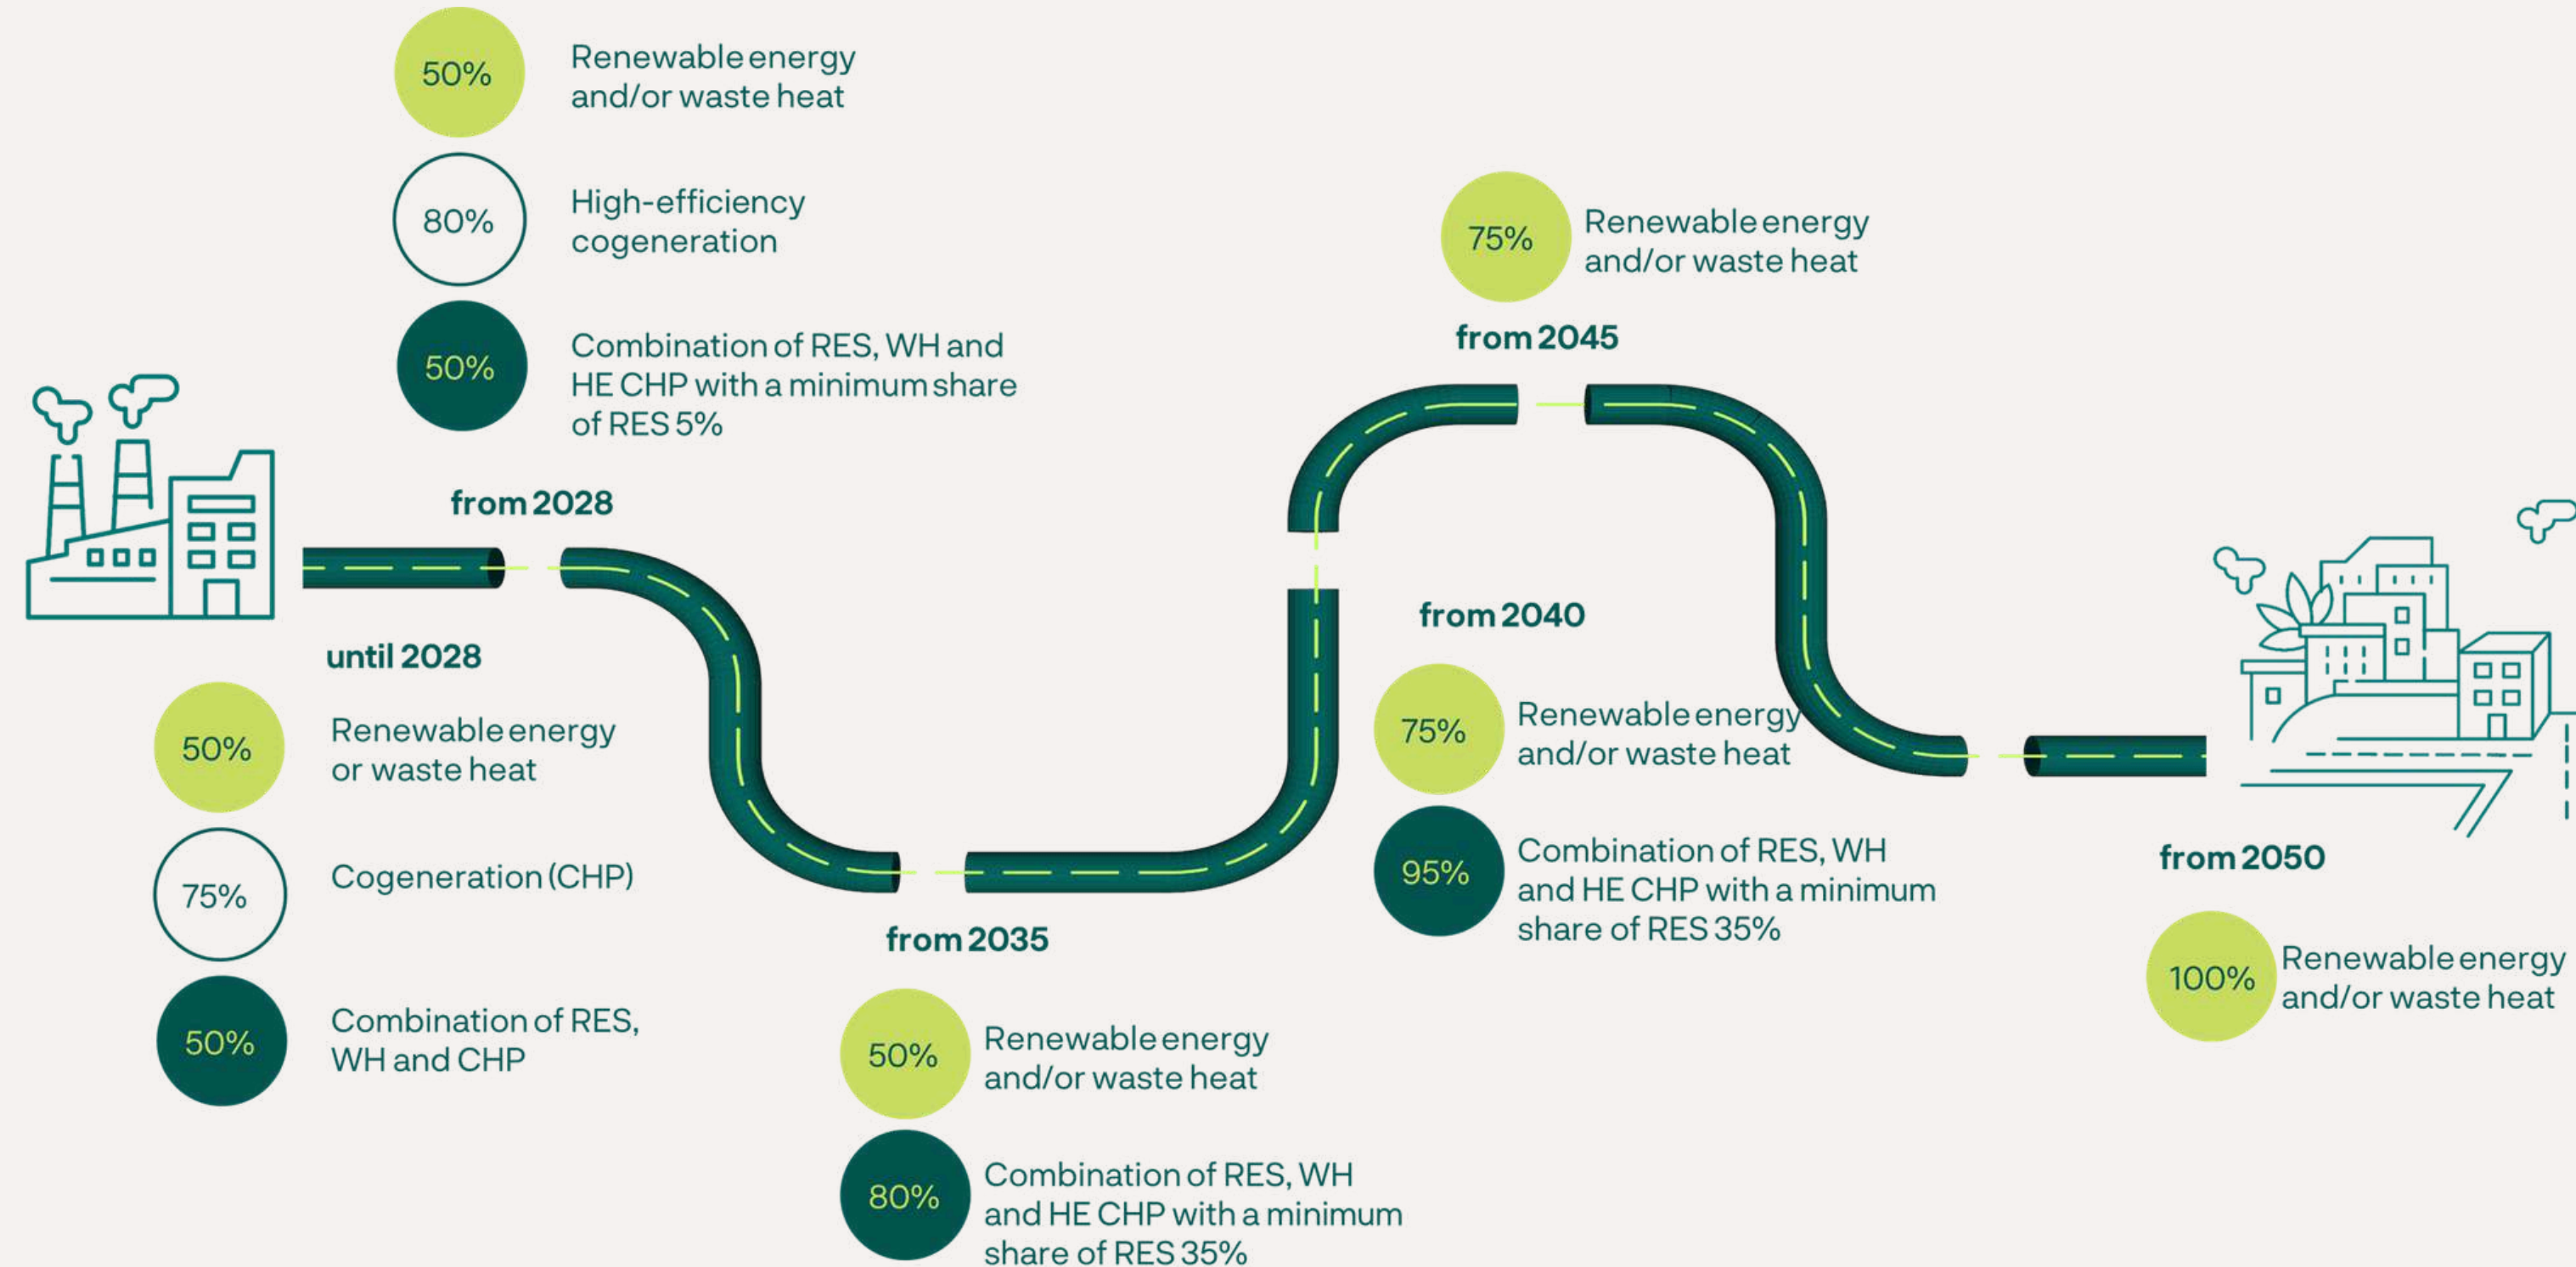 50%
Renewable energy
and/or waste heat
80%
High-efficiency
cogeneration
50%
Combination of RES, WH and
HE CHP with a minimum share
of RES 5%
from 2028
until 2028
50%
Renewable energy
or waste heat
75%
Cogeneration (CHP)
50%
Combination of RES,
WH and CHP
from 2035
50%
Renewable energy
and/or waste heat
80%
Combination of RES, WH
and HE CHP with a minimum
share of RES 35%
from 2040
75%
Renewable energy
and/or waste heat
95%
Combination of RES, WH
and HE CHP with a minimum
share of RES 35%
75%
Renewable energy
and/or waste heat
from 2045
from 2050
100%
Renewable energy
and/or waste heat